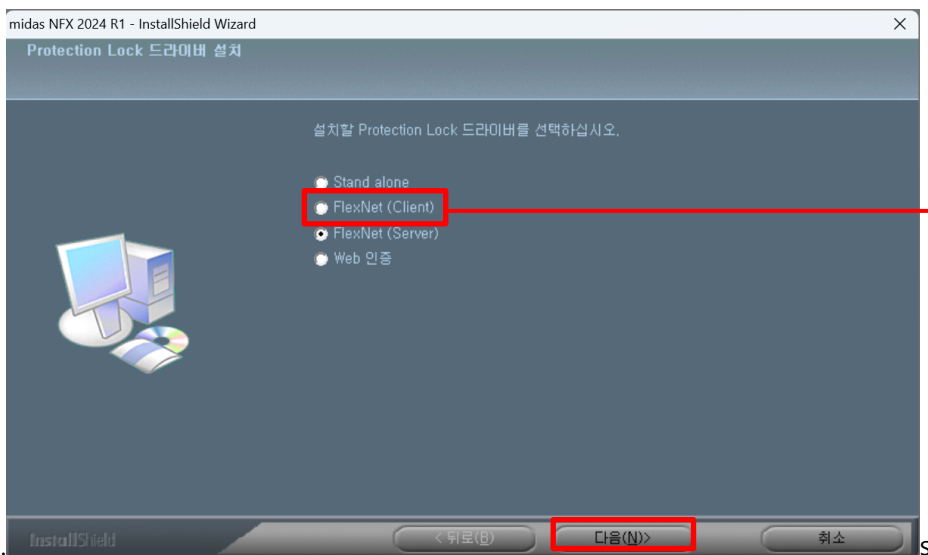 midas NFX 2024 R1 - InstallShield Wizard
Protection Lock 드라이버 설치
설치할 Protection Lock 드라이버를 선택하십시오.
Stand alone
FlexNet (Client)
FlexNet (Server)
Web 인증
InstallShield
< 뒤로(B)
다음(N)>
취소
.
S